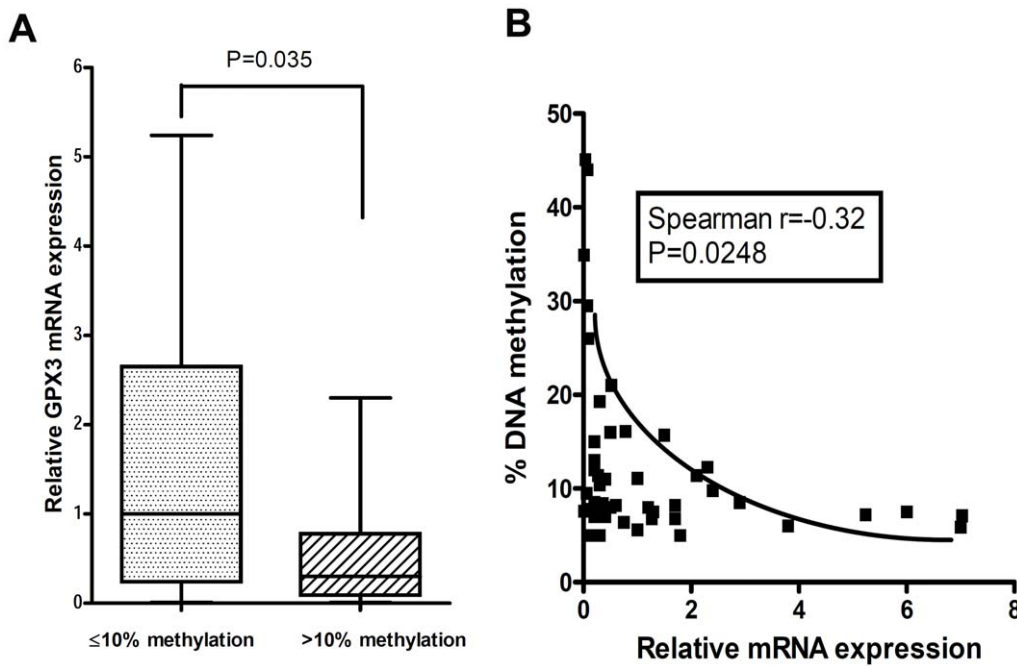 A
P=0.035
Relative GPX3 mRNA expression
6
5
4
3
2
1
0
≤10% methylation
>10% methylation
B
% DNA methylation
50
40
30
20
10
0
Spearman r=-0.32
P=0.0248
0 2 4 6 8
Relative mRNA expression